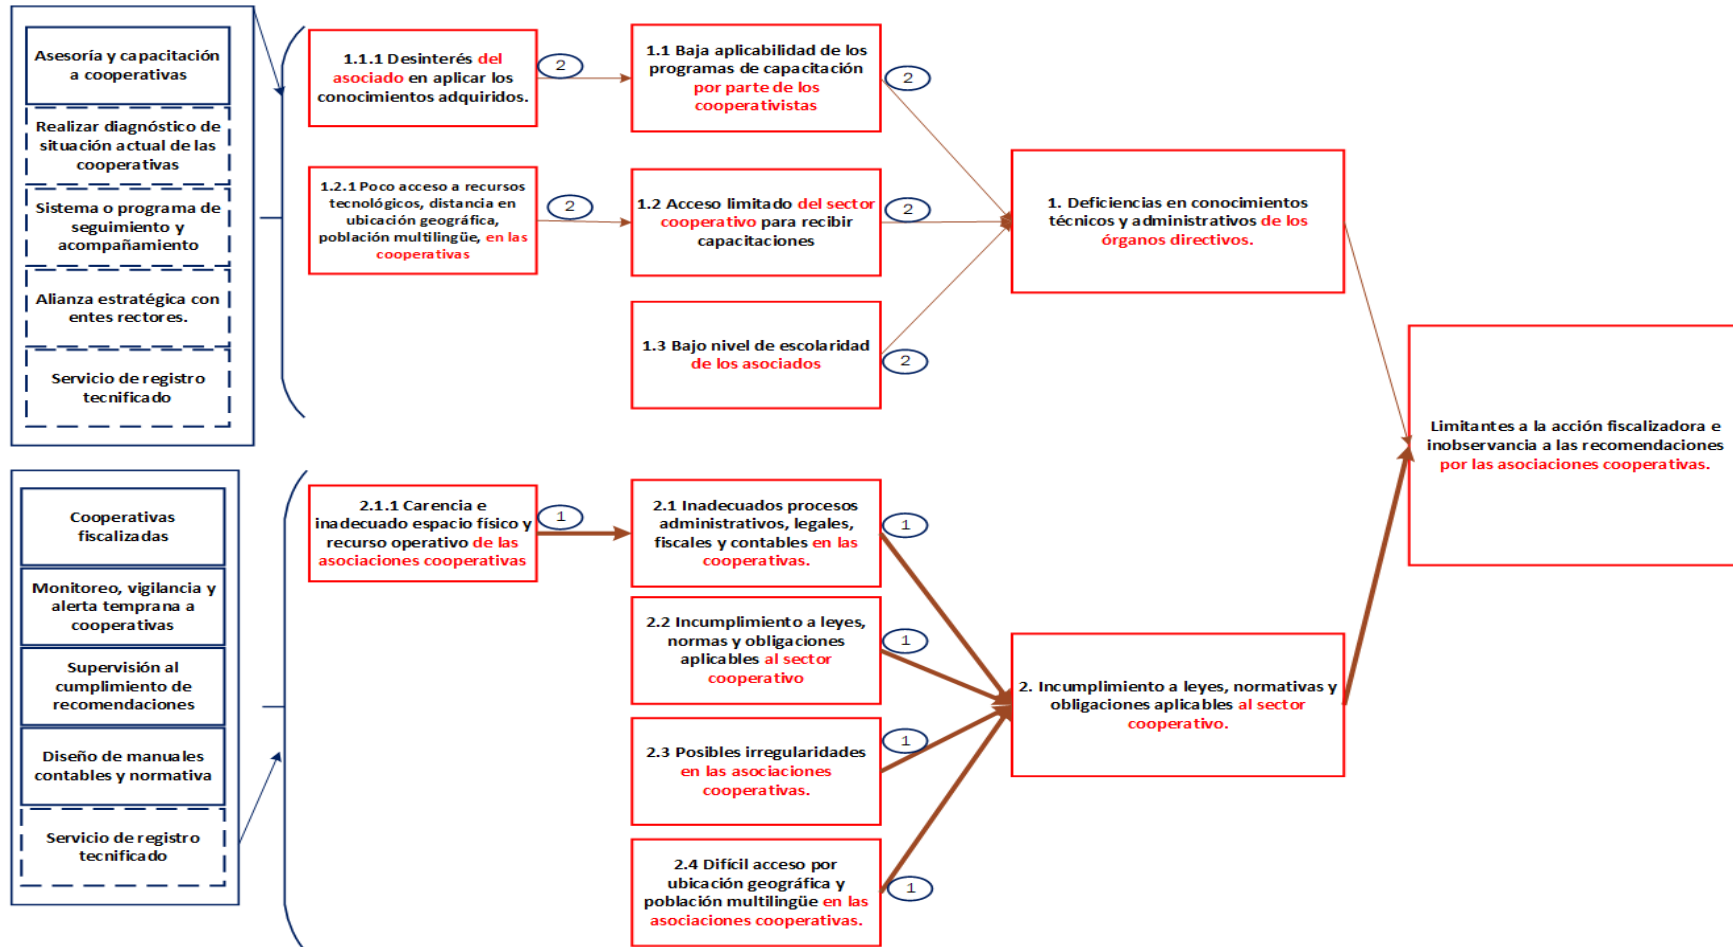 Asesoría y capacitación
a cooperativas
Realizar diagnóstico de
situación actual de las
cooperativas
Sistema o programa de
seguimiento y
acompañamiento
Alianza estratégica con
entes rectores.
Servicio de registro
tecnificado
1.1.1 Desinterés del
asociado en aplicar los
conocimientos adquiridos.
2
1.1 Baja aplicabilidad de los
programas de capacitación
por parte de los
cooperativistas
2
1.2.1 Poco acceso a recursos
tecnológicos, distancia en
ubicación geográfica,
población multilingüe, en las
cooperativas
2
1.2 Acceso limitado del sector
cooperativo para recibir
capacitaciones
2
1.3 Bajo nivel de escolaridad
de los asociados
2
1. Deficiencias en conocimientos
técnicos y administrativos de los
órganos directivos.
Limitantes a la acción fiscalizadora e
inobservancia a las recomendaciones
por las asociaciones cooperativas.
Cooperativas
fiscalizadas
Monitoreo, vigilancia y
alerta temprana a
cooperativas
Supervisión al
cumplimiento de
recomendaciones
Diseño de manuales
contables y normativa
Servicio de registro
tecnificado
2.1.1 Carencia e
inadecuado espacio físico y
recurso operativo de las
asociaciones cooperativas
1
2.1 Inadecuados procesos
administrativos, legales,
fiscales y contables en las
cooperativas.
1
2.2 Incumplimiento a leyes,
normas y obligaciones
aplicables al sector
cooperativo
1
2.3 Posibles irregularidades
en las asociaciones
cooperativas.
1
2.4 Difícil acceso por
ubicación geográfica y
población multilingüe en las
asociaciones cooperativas.
1
2. Incumplimiento a leyes, normativas y
obligaciones aplicables al sector
cooperativo.